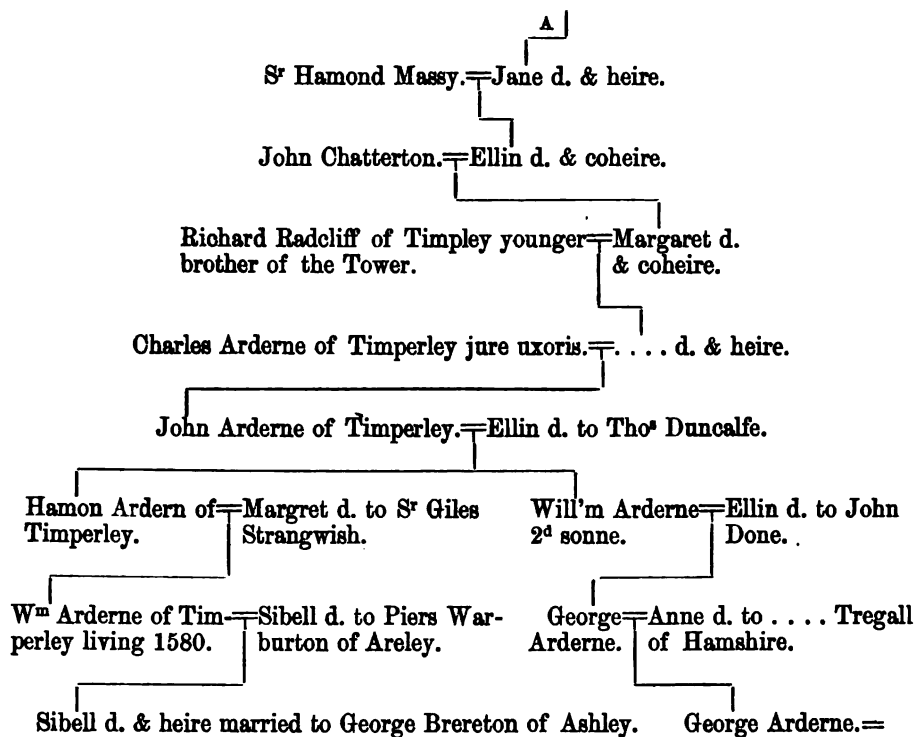 A
Sʳ Hamond Massy.=Jane d. & heire.
John Chatterton.=Ellin d. & coheire.
Richard Radcliff of Timpley younger=Margaret d.
brother of the Tower. & coheire.
Charles Arderne of Timperley jure uxoris.=. . . . d. & heire.
John Arderne of Timperley.=Ellin d. to Thoˢ Duncalfe.
Hamon Ardern of=Margret d. to Sʳ Giles Will'm Arderne=Ellin d. to John
Timperley. Strangwish. 2ᵈ sonne. Done.
Wᵐ Arderne of Tim-=Sibell d. to Piers War- George=Anne d. to . . . . Tregall
perley living 1580. burton of Areley. Arderne. of Hamshire.
Sibell d. & heire married to George Brereton of Ashley. George Arderne.=